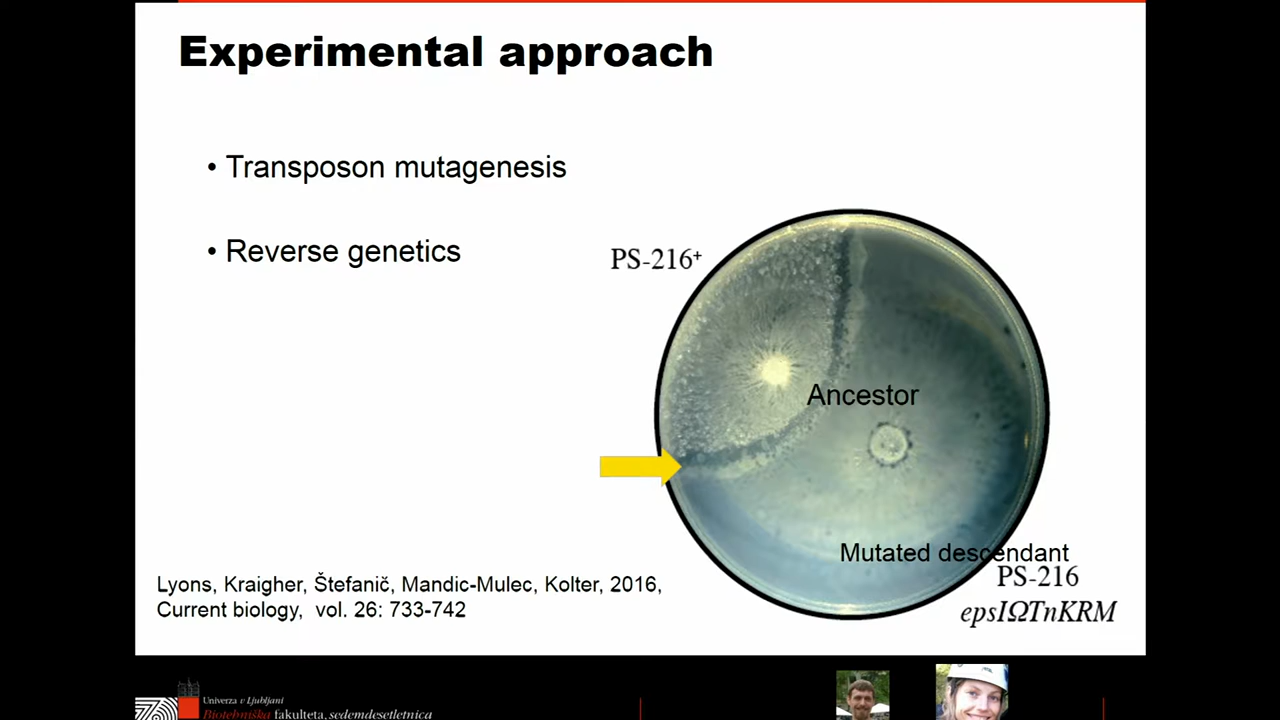 Experimental approach
• Transposon mutagenesis
• Reverse genetics
PS-216⁺
Ancestor
Mutated descendant
PS-216
epsIΩTnKRM
Lyons, Kraigher, Štefanič, Mandic-Mulec, Kolter, 2016,
Current biology, vol. 26: 733-742
Univerza v Ljubljani
Biotehniška fakulteta, sedemdesetletnica